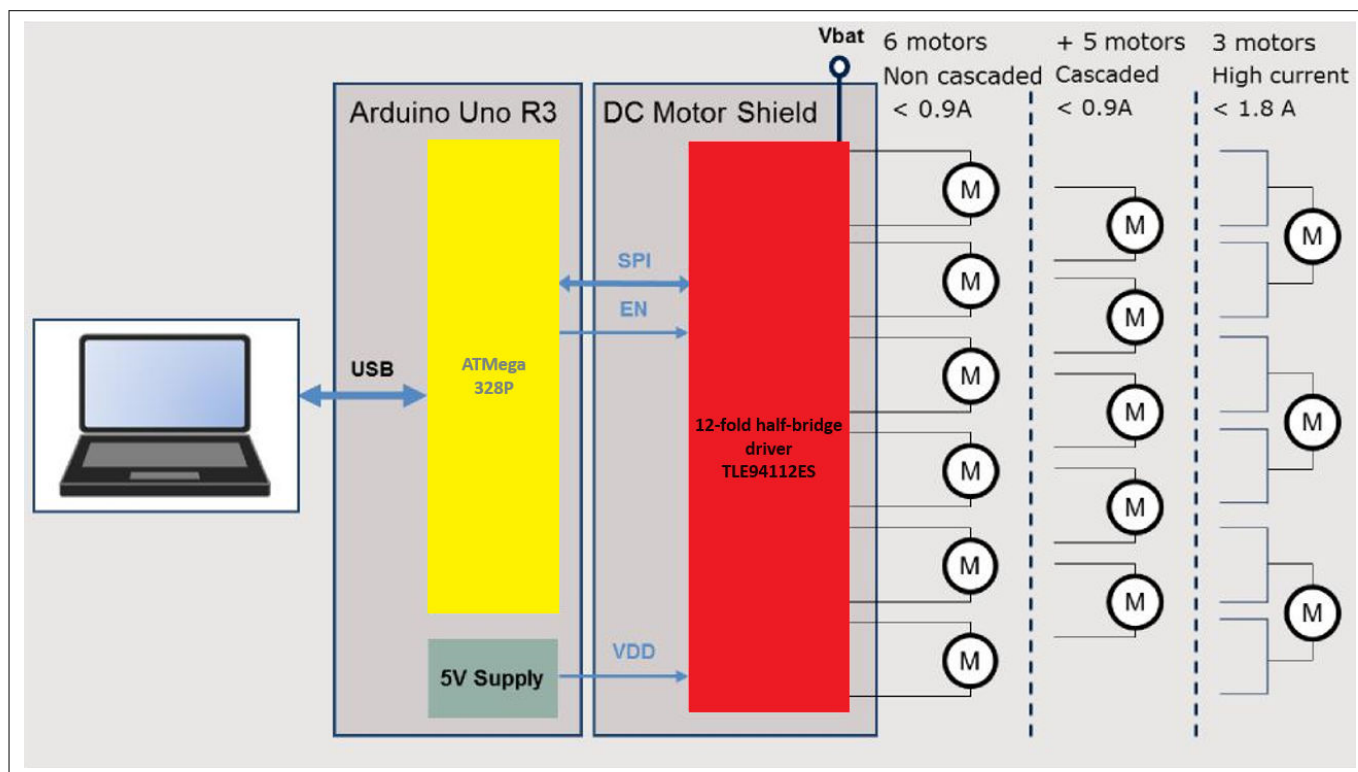 Vbat
6 motors
Non cascaded
< 0.9A
+ 5 motors
Cascaded
< 0.9A
3 motors
High current
< 1.8 A
Arduino Uno R3
DC Motor Shield
SPI
EN
USB
ATMega
328P
12-fold half-bridge
driver
TLE94112ES
5V Supply
VDD
M
M
M
M
M
M
M
M
M
M
M
M
M
M